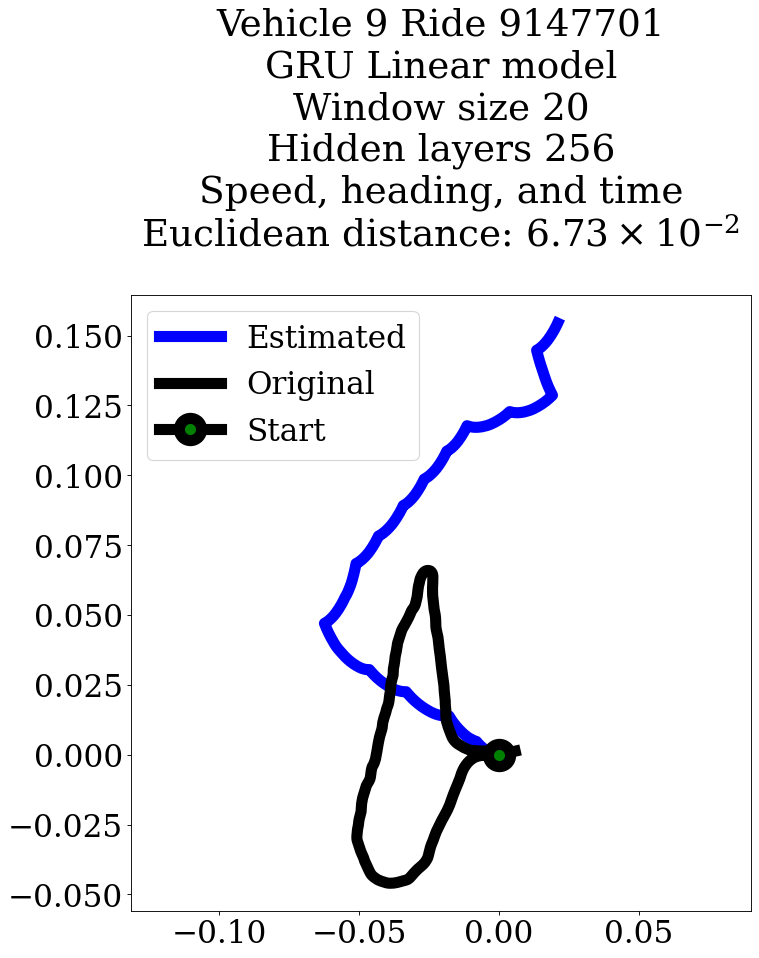 Vehicle 9 Ride 9147701
GRU Linear model
Window size 20
Hidden layers 256
Speed, heading, and time
Euclidean distance: 6.73 × 10⁻²
Estimated
Original
Start
0.150
0.125
0.100
0.075
0.050
0.025
0.000
−0.025
−0.050
−0.10 −0.05 0.00 0.05